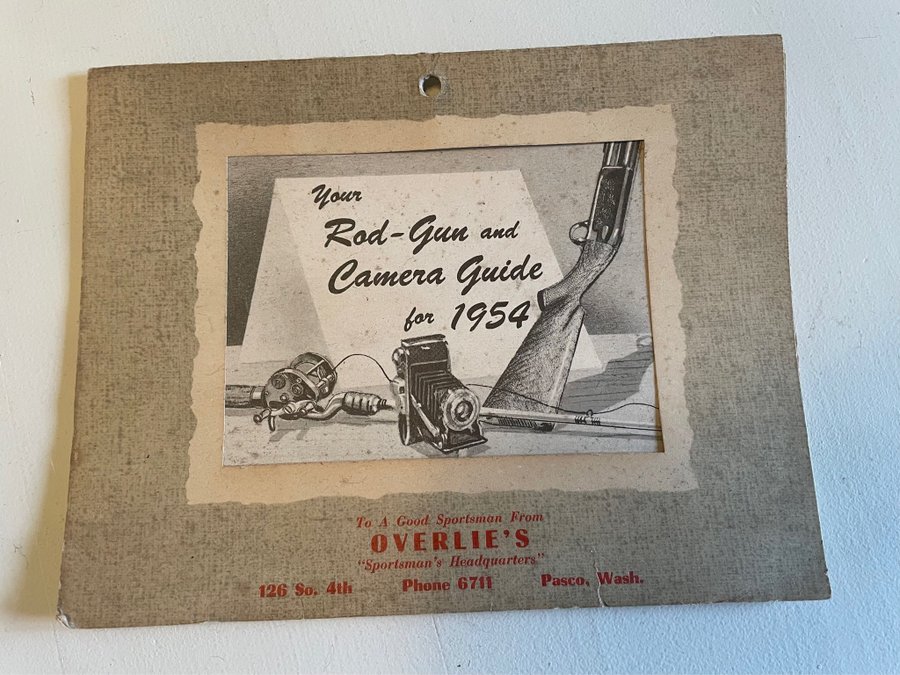 Your
Rod-Gun and
Camera Guide
for 1954
To A Good Sportsman From
OVERLIE'S
"Sportsman's Headquarters"
126 So. 4th Phone 6711 Pasco, Wash.